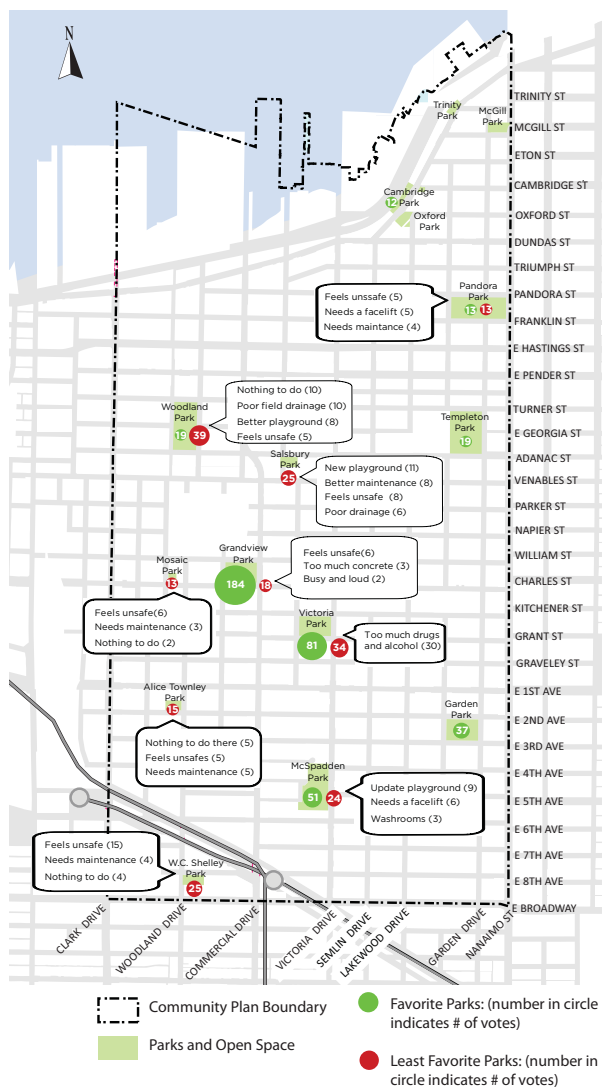 N
TRINITY ST
Trinity
Park
McGill
Park
MCGILL ST
ETON ST
CAMBRIDGE ST
Cambridge
Park
12
Oxford
Park
OXFORD ST
DUNDAS ST
TRIUMPH ST
Pandora
Park
13
13
PANDORA ST
Feels unssafe (5)
Needs a facelift (5)
Needs maintance (4)
FRANKLIN ST
E HASTINGS ST
E PENDER ST
TURNER ST
Nothing to do (10)
Poor field drainage (10)
Better playground (8)
Feels unsafe (5)
Woodland
Park
19
39
Templeton
Park
19
E GEORGIA ST
ADANAC ST
Salsbury
Park
25
New playground (11)
Better maintenance (8)
Feels unsafe (8)
Poor drainage (6)
VENABLES ST
PARKER ST
NAPIER ST
WILLIAM ST
Mosaic
Park
13
Grandview
Park
184
18
Feels unsafe(6)
Too much concrete (3)
Busy and loud (2)
CHARLES ST
Feels unsafe(6)
Needs maintenance (3)
Nothing to do (2)
KITCHENER ST
Victoria
Park
81
34
Too much drugs
and alcohol (30)
GRANT ST
GRAVELEY ST
E 1ST AVE
Alice Townley
Park
15
Garden
Park
37
E 2ND AVE
Nothing to do there (5)
Feels unsafes (5)
Needs maintenance (5)
E 3RD AVE
McSpadden
Park
51
24
E 4TH AVE
Update playground (9)
Needs a facelift (6)
Washrooms (3)
E 5TH AVE
E 6TH AVE
Feels unsafe (15)
Needs maintenance (4)
Nothing to do (4)
W.C. Shelley
Park
25
E 7TH AVE
E 8TH AVE
E BROADWAY
CLARK DRIVE
WOODLAND DRIVE
COMMERCIAL DRIVE
VICTORIA DRIVE
SEMLIN DRIVE
LAKEWOOD DRIVE
GARDEN DRIVE
NANAIMO ST
Community Plan Boundary
Parks and Open Space
Favorite Parks: (number in circle
indicates # of votes)
Least Favorite Parks: (number in
circle indicates # of votes)